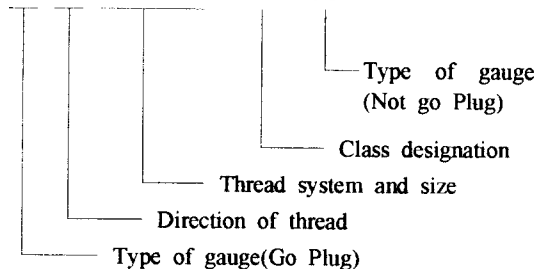 Type of gauge
(Not go Plug)
Class designation
Thread system and size
Direction of thread
Type of gauge(Go Plug)